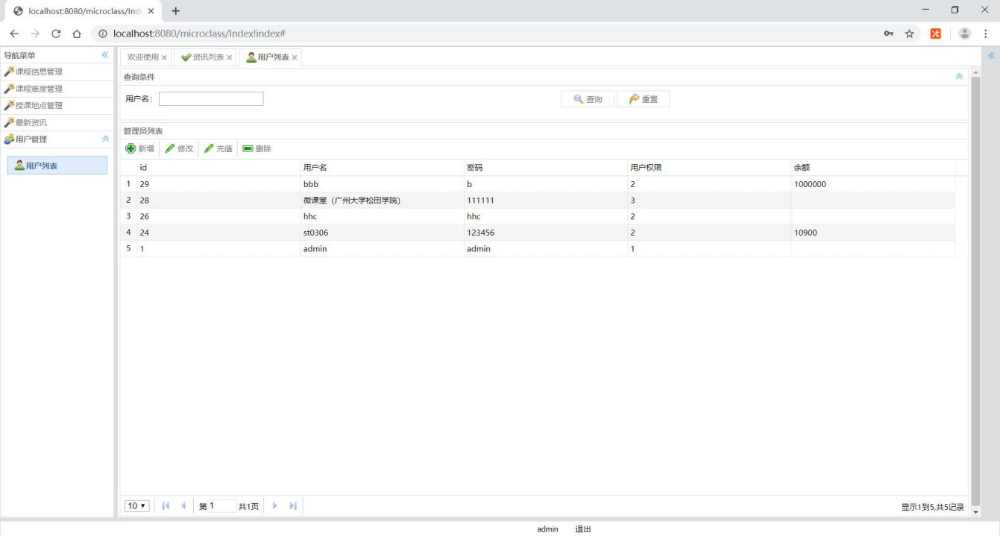 localhost:8080/microclass/Inde
localhost:8080/microclass/Index!index#
导航菜单
课程信息管理
课程难度管理
授课地点管理
最新资讯
用户管理
用户列表
欢迎使用 资讯列表 用户列表
查询条件
用户名: 查询 重置
管理员列表
新增 修改 充值 删除
id 用户名 密码 用户权限 余额
1 29 bbb b 2 1000000
2 28 微课堂（广州大学松田学院） 111111 3
3 26 hhc hhc 2
4 24 st0306 123456 2 10900
5 1 admin admin 1
10 第 1 共1页 显示1到5,共5记录
admin 退出